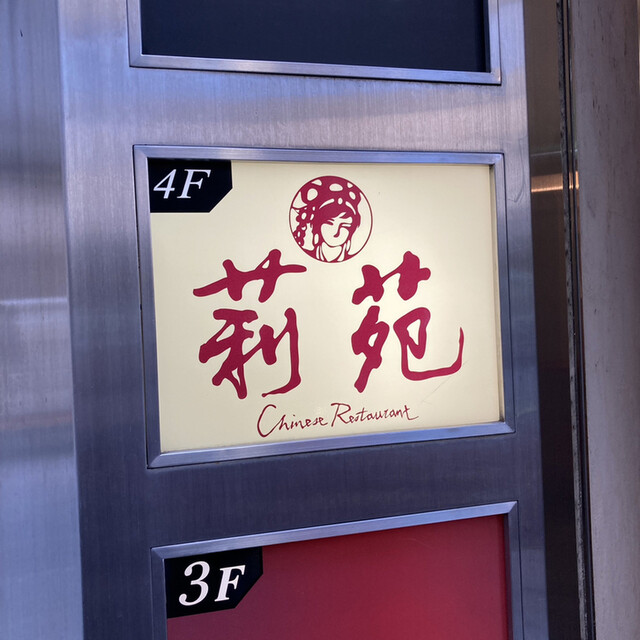 4F
莉苑
Chinese Restaurant
3F